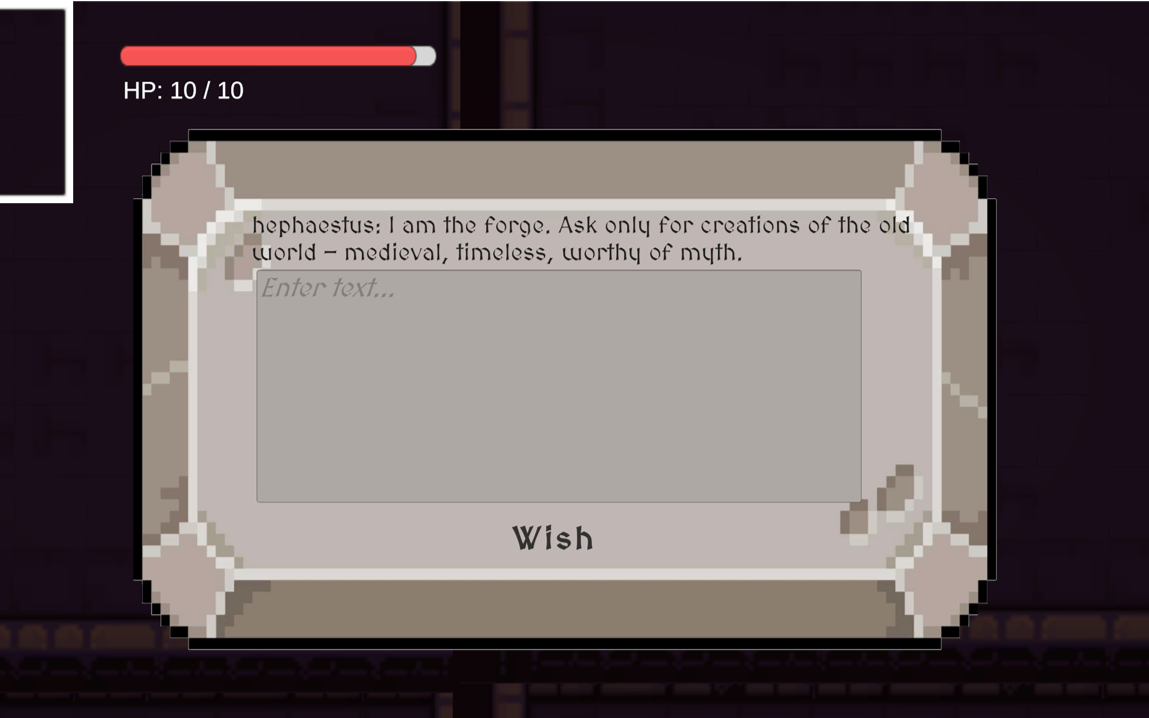 HP: 10 / 10
hephaestus: I am the forge. Ask only for creations of the old
world – medieval, timeless, worthy of myth.
Enter text...
Wish